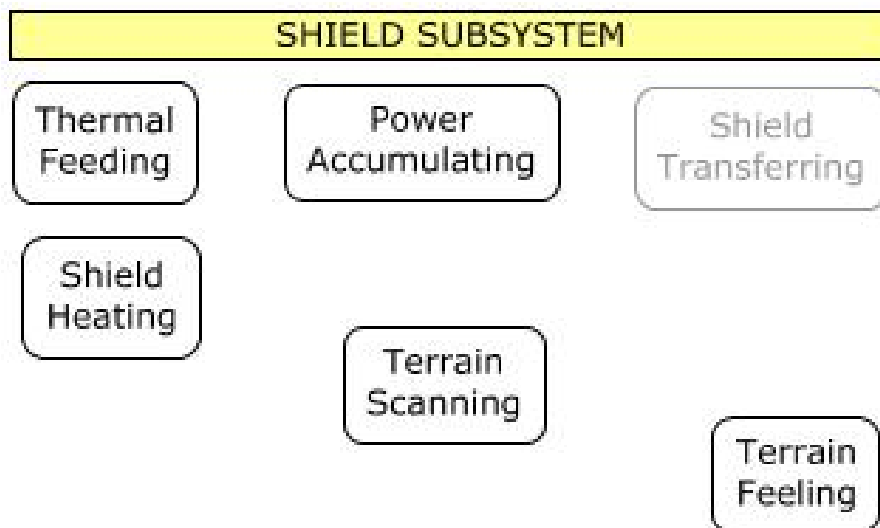 SHIELD SUBSYSTEM
Thermal
Feeding
Power
Accumulating
Shield
Transferring
Shield
Heating
Terrain
Scanning
Terrain
Feeling